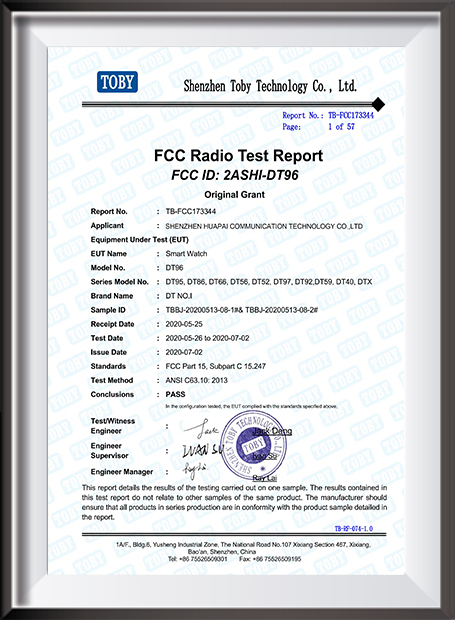 TOBY
Shenzhen Toby Technology Co., Ltd.
Report No.: TB-FCC173344
Page: 1 of 57
FCC Radio Test Report
FCC ID: 2ASHI-DT96
Original Grant
Report No. : TB-FCC173344
Applicant : SHENZHEN HUAPAI COMMUNICATION TECHNOLOGY CO.,LTD
Equipment Under Test (EUT)
EUT Name : Smart Watch
Model No. : DT96
Series Model No. : DT95, DT86, DT66, DT56, DT52, DT97, DT92,DT59, DT40, DTX
Brand Name : DT NO.I
Sample ID : TBBJ-20200513-08-1#& TBBJ-20200513-08-2#
Receipt Date : 2020-05-25
Test Date : 2020-05-26 to 2020-07-02
Issue Date : 2020-07-02
Standards : FCC Part 15, Subpart C 15.247
Test Method : ANSI C63.10: 2013
Conclusions : PASS
In the configuration tested, the EUT complied with the standards specified above.
Test/Witness
Engineer : Jack Deng
Engineer
Supervisor : Ivan Su
Engineer Manager : Ray Lai
SHENZHEN TOBY TECHNOLOGY CO.,LTD
TOBY
This report details the results of the testing carried out on one sample. The results contained in
this test report do not relate to other samples of the same product. The manufacturer should
ensure that all products in series production are in conformity with the product sample detailed in
the report.
TB-RF-074-1.0
1A/F., Bldg.6, Yusheng Industrial Zone, The National Road No.107 Xixiang Section 467, Xixiang,
Bao'an, Shenzhen, China
Tel: +86 75526509301 Fax: +86 75526509195